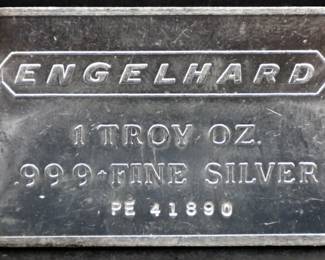 ENGELHARD
1 TROY OZ.
.999+FINE SILVER
PE 41890